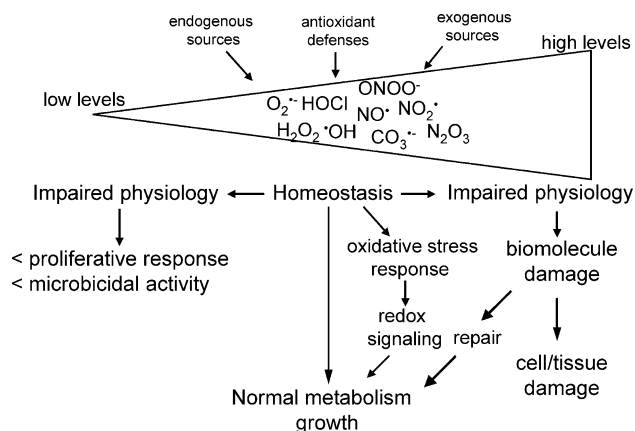 endogenous
sources
antioxidant
defenses
exogenous
sources
high levels
low levels
ONOO⁻
O₂•⁻ HOCl
NO• NO₂•
H₂O₂ •OH
CO₃•⁻
N₂O₃
Impaired physiology
Homeostasis
Impaired physiology
< proliferative response
< microbicidal activity
oxidative stress
response
biomolecule
damage
redox
signaling
repair
cell/tissue
damage
Normal metabolism
growth